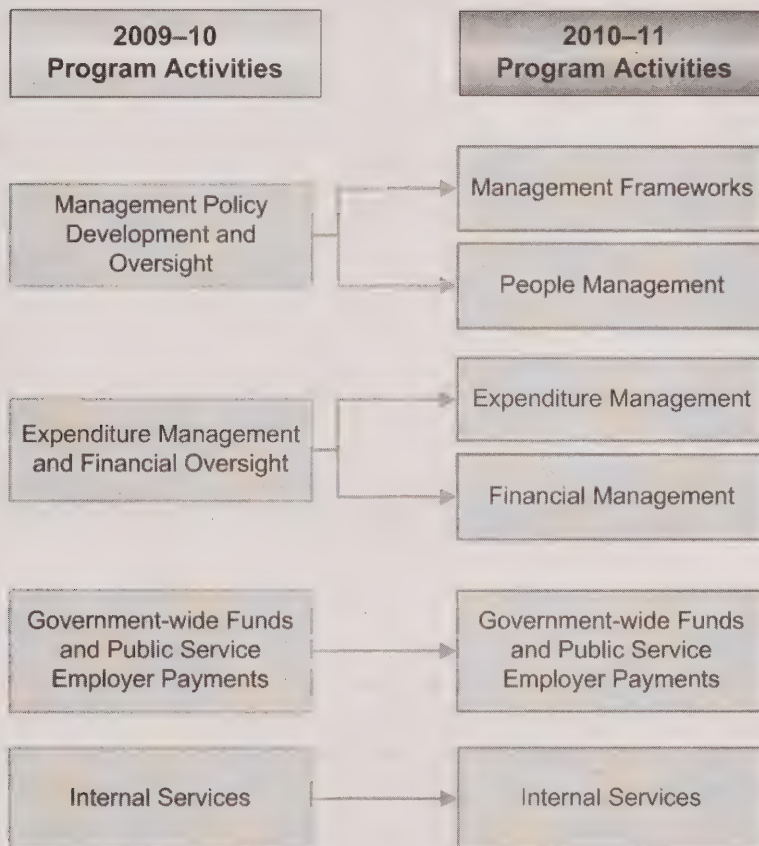 2009–10
Program Activities
2010–11
Program Activities
Management Policy
Development and
Oversight
Management Frameworks
People Management
Expenditure Management
and Financial Oversight
Expenditure Management
Financial Management
Government-wide Funds
and Public Service
Employer Payments
Government-wide Funds
and Public Service
Employer Payments
Internal Services
Internal Services